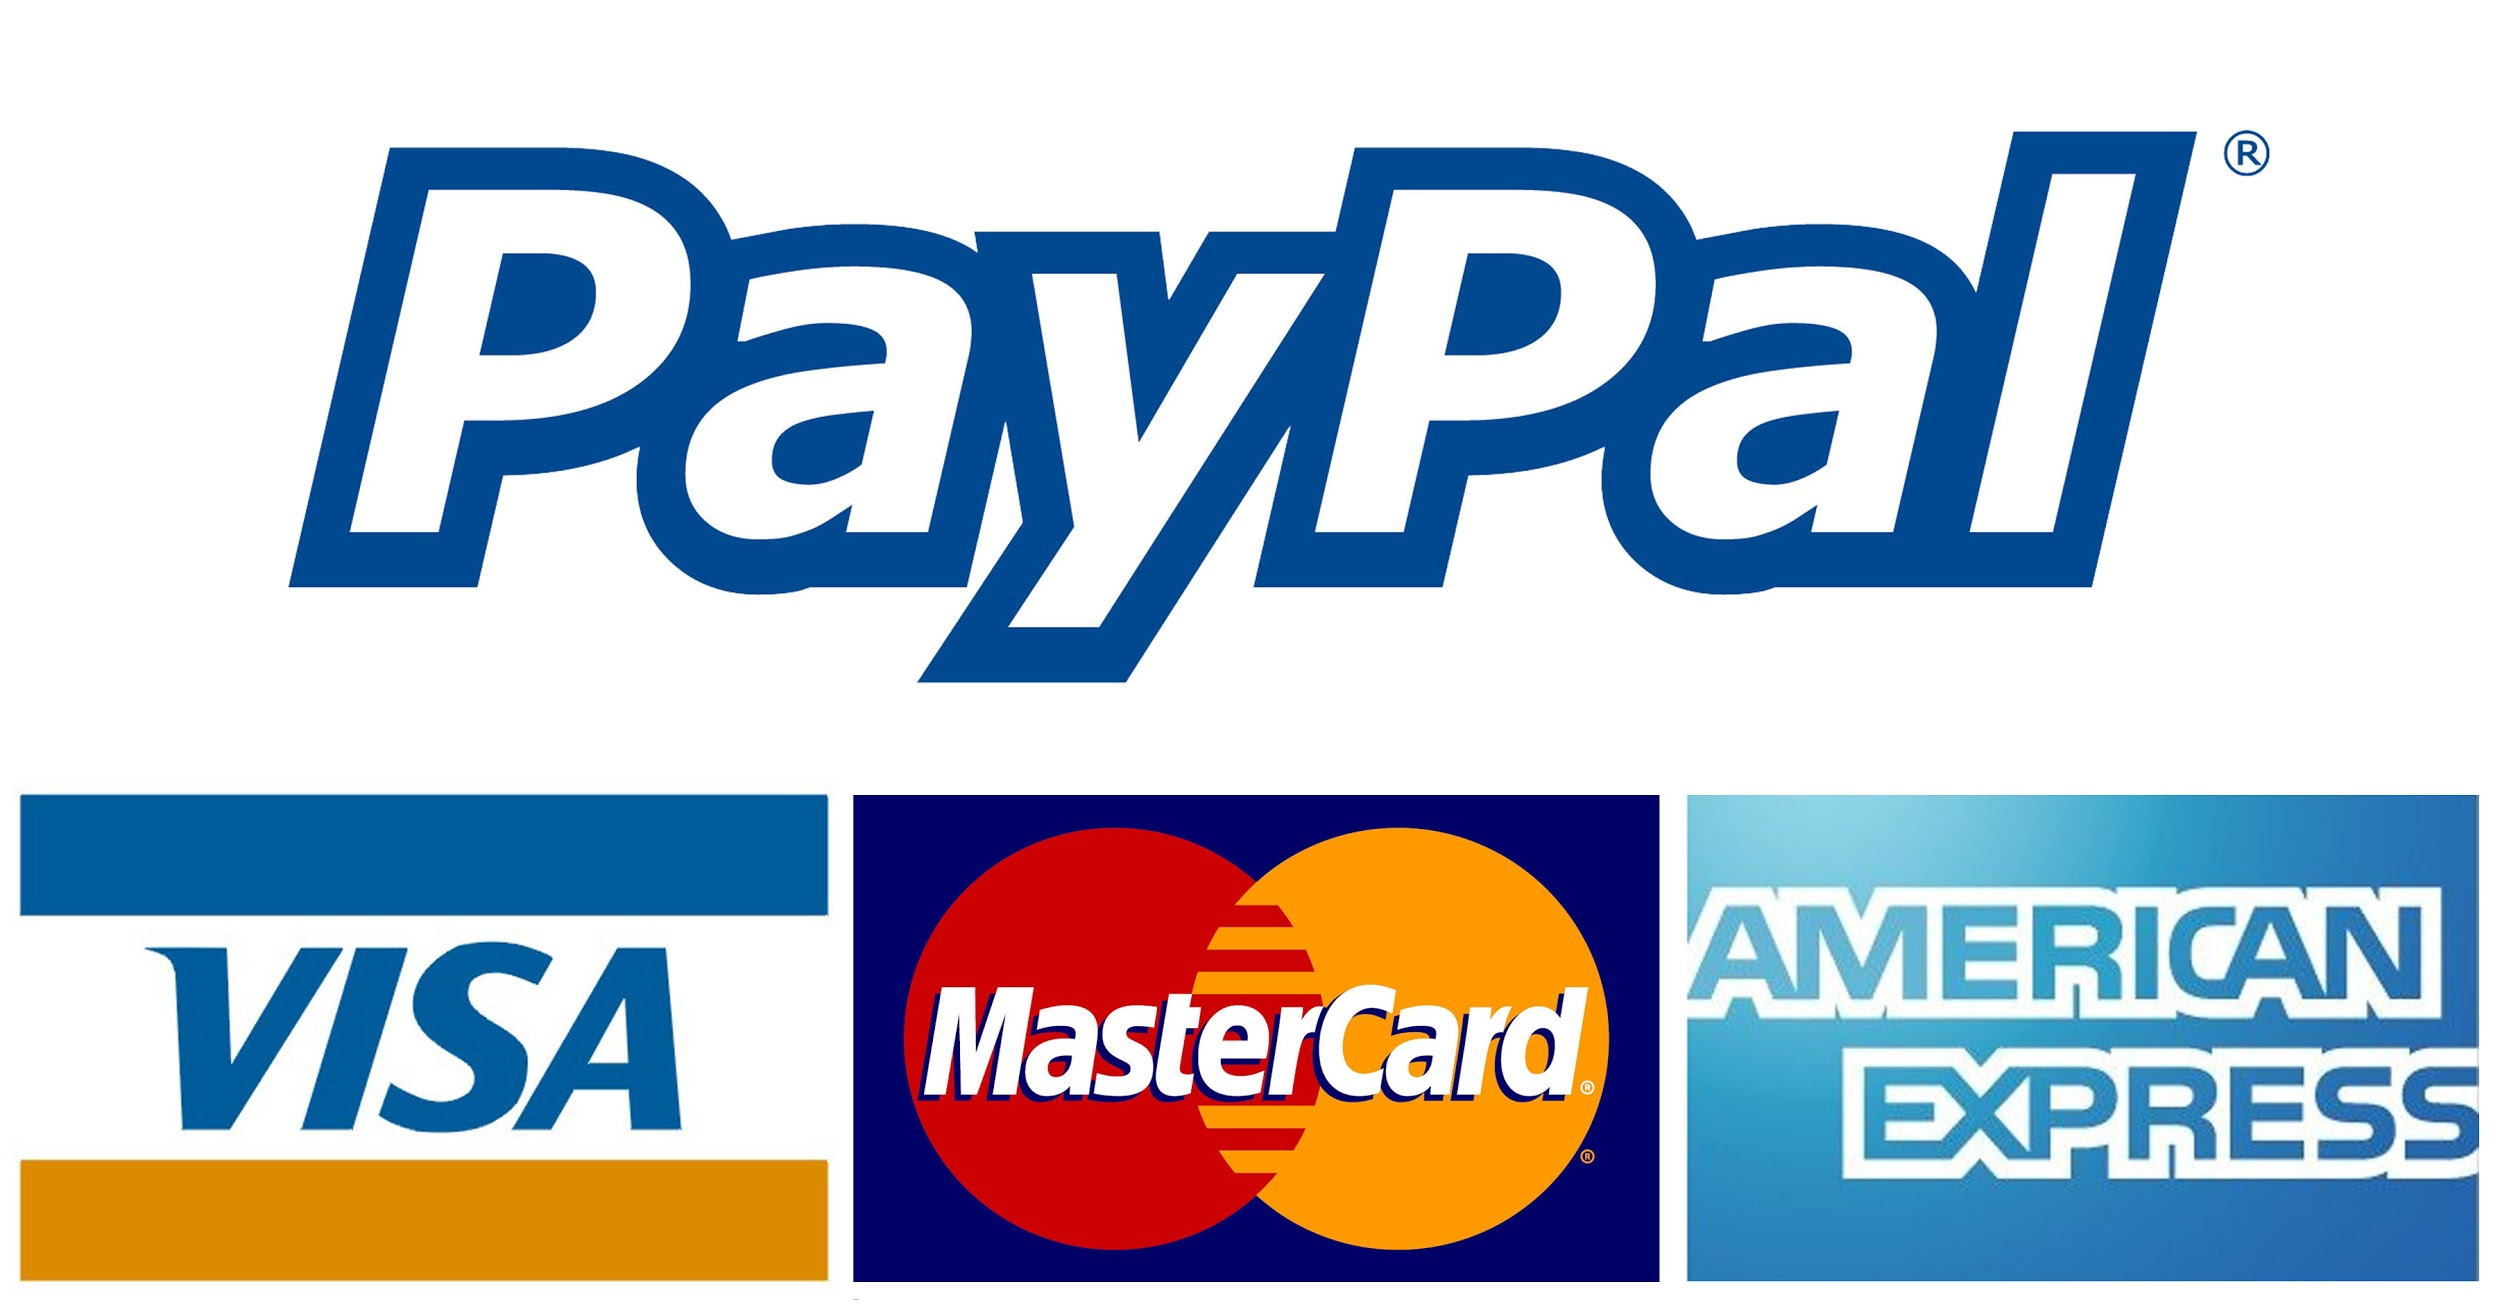 PayPal ®
VISA
MasterCard ®
®
AMERICAN
EXPRESS